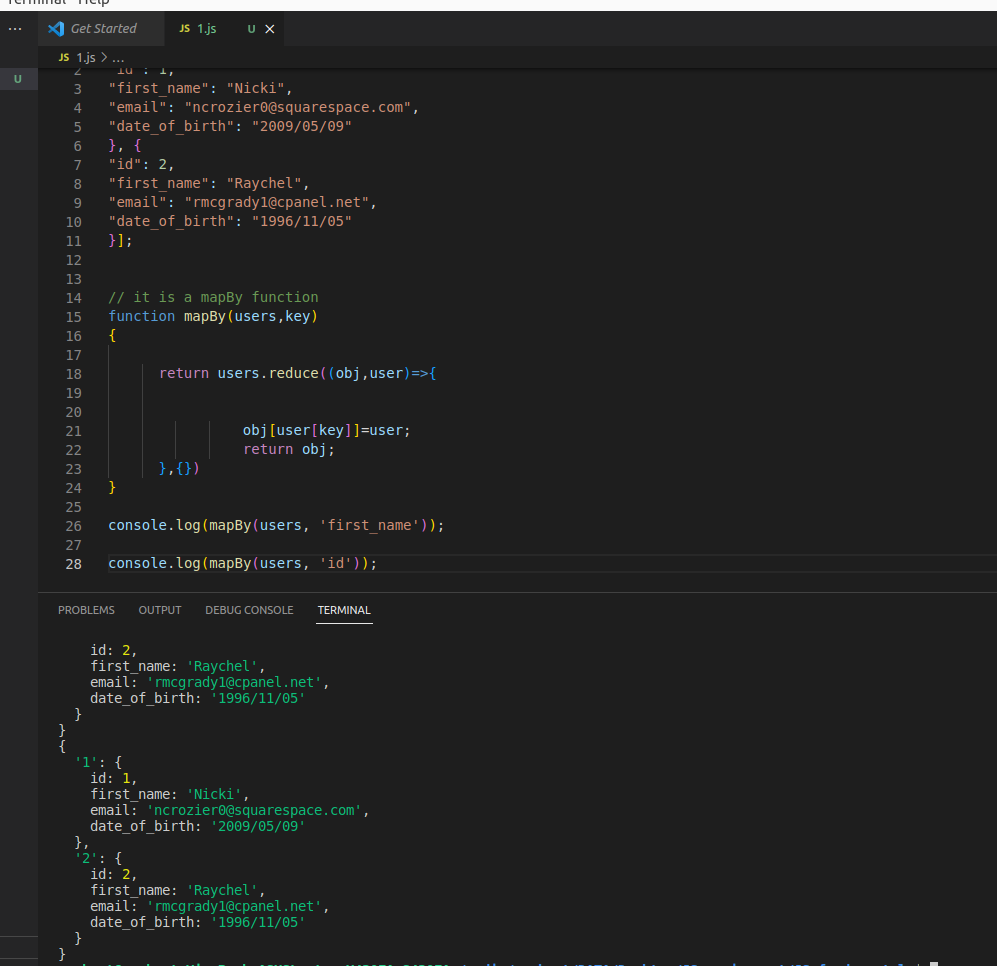 Terminal Help
... Get Started JS 1.js U ×
JS 1.js > ...
U
2 "id": 1,
3 "first_name": "Nicki",
4 "email": "ncrozier0@squarespace.com",
5 "date_of_birth": "2009/05/09"
6 }, {
7 "id": 2,
8 "first_name": "Raychel",
9 "email": "rmcgrady1@cpanel.net",
10 "date_of_birth": "1996/11/05"
11 }];
12
13
14 // it is a mapBy function
15 function mapBy(users,key)
16 {
17
18 return users.reduce((obj,user)=>{
19
20
21 obj[user[key]]=user;
22 return obj;
23 },{})
24 }
25
26 console.log(mapBy(users, 'first_name'));
27
28 console.log(mapBy(users, 'id'));
PROBLEMS OUTPUT DEBUG CONSOLE TERMINAL
id: 2,
first_name: 'Raychel',
email: 'rmcgrady1@cpanel.net',
date_of_birth: '1996/11/05'
}
}
{
'1': {
id: 1,
first_name: 'Nicki',
email: 'ncrozier0@squarespace.com',
date_of_birth: '2009/05/09'
},
'2': {
id: 2,
first_name: 'Raychel',
email: 'rmcgrady1@cpanel.net',
date_of_birth: '1996/11/05'
}
}